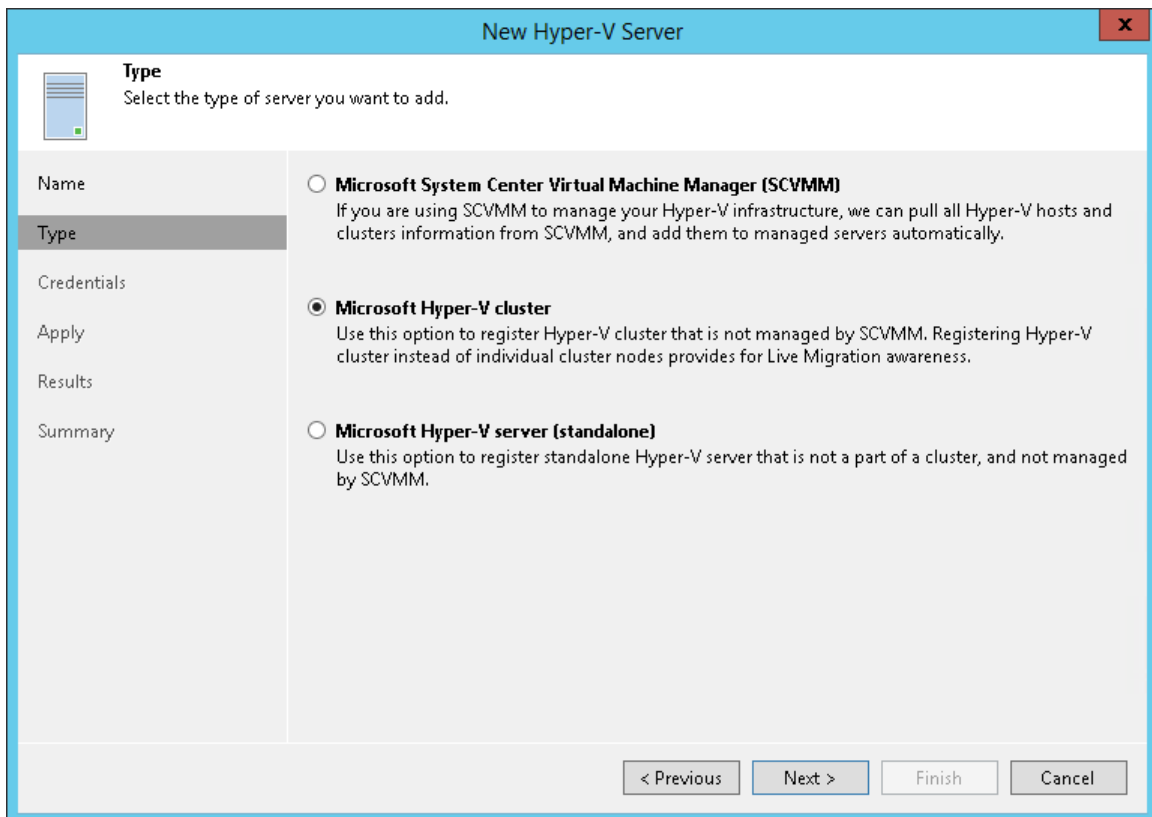 New Hyper-V Server
x
Type
Select the type of server you want to add.
Name
Type
Credentials
Apply
Results
Summary
Microsoft System Center Virtual Machine Manager (SCVMM)
If you are using SCVMM to manage your Hyper-V infrastructure, we can pull all Hyper-V hosts and
clusters information from SCVMM, and add them to managed servers automatically.
Microsoft Hyper-V cluster
Use this option to register Hyper-V cluster that is not managed by SCVMM. Registering Hyper-V
cluster instead of individual cluster nodes provides for Live Migration awareness.
Microsoft Hyper-V server (standalone)
Use this option to register standalone Hyper-V server that is not a part of a cluster, and not managed
by SCVMM.
< Previous
Next >
Finish
Cancel